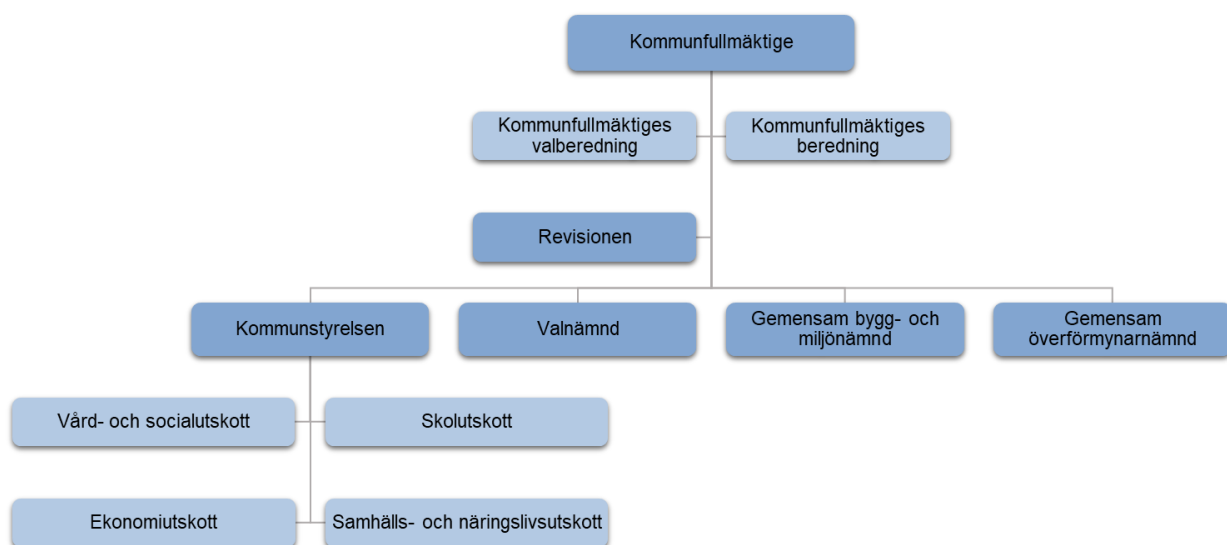 Kommunfullmäktige
Kommunfullmäktiges
valberedning
Kommunfullmäktiges
beredning
Revisionen
Kommunstyrelsen
Valnämnd
Gemensam bygg- och
miljönämnd
Gemensam
överförmynarnämnd
Vård- och socialutskott
Skolutskott
Ekonomiutskott
Samhälls- och näringslivsutskott